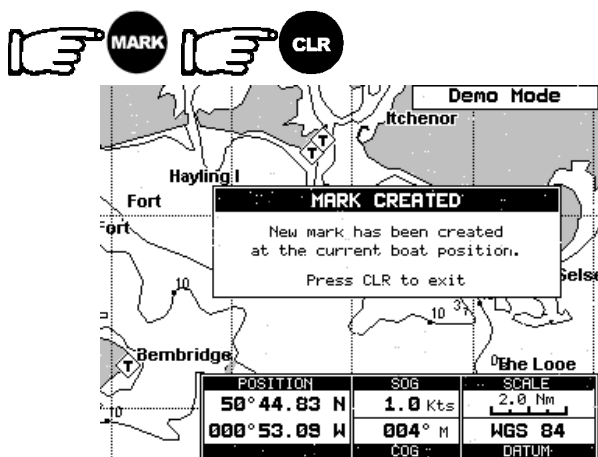 MARK CLR
Demo Mode
Itchenor
Hayling I
Fort
MARK CREATED
New mark has been created
at the current boat position.
Press CLR to exit
10
10
Bembridge
The Looe
10
POSITION SOG SCALE
50°44.83 N 1.0 Kts 2.0 Nm
000°53.09 W 004° M WGS 84
COG DATUM
T
T
T